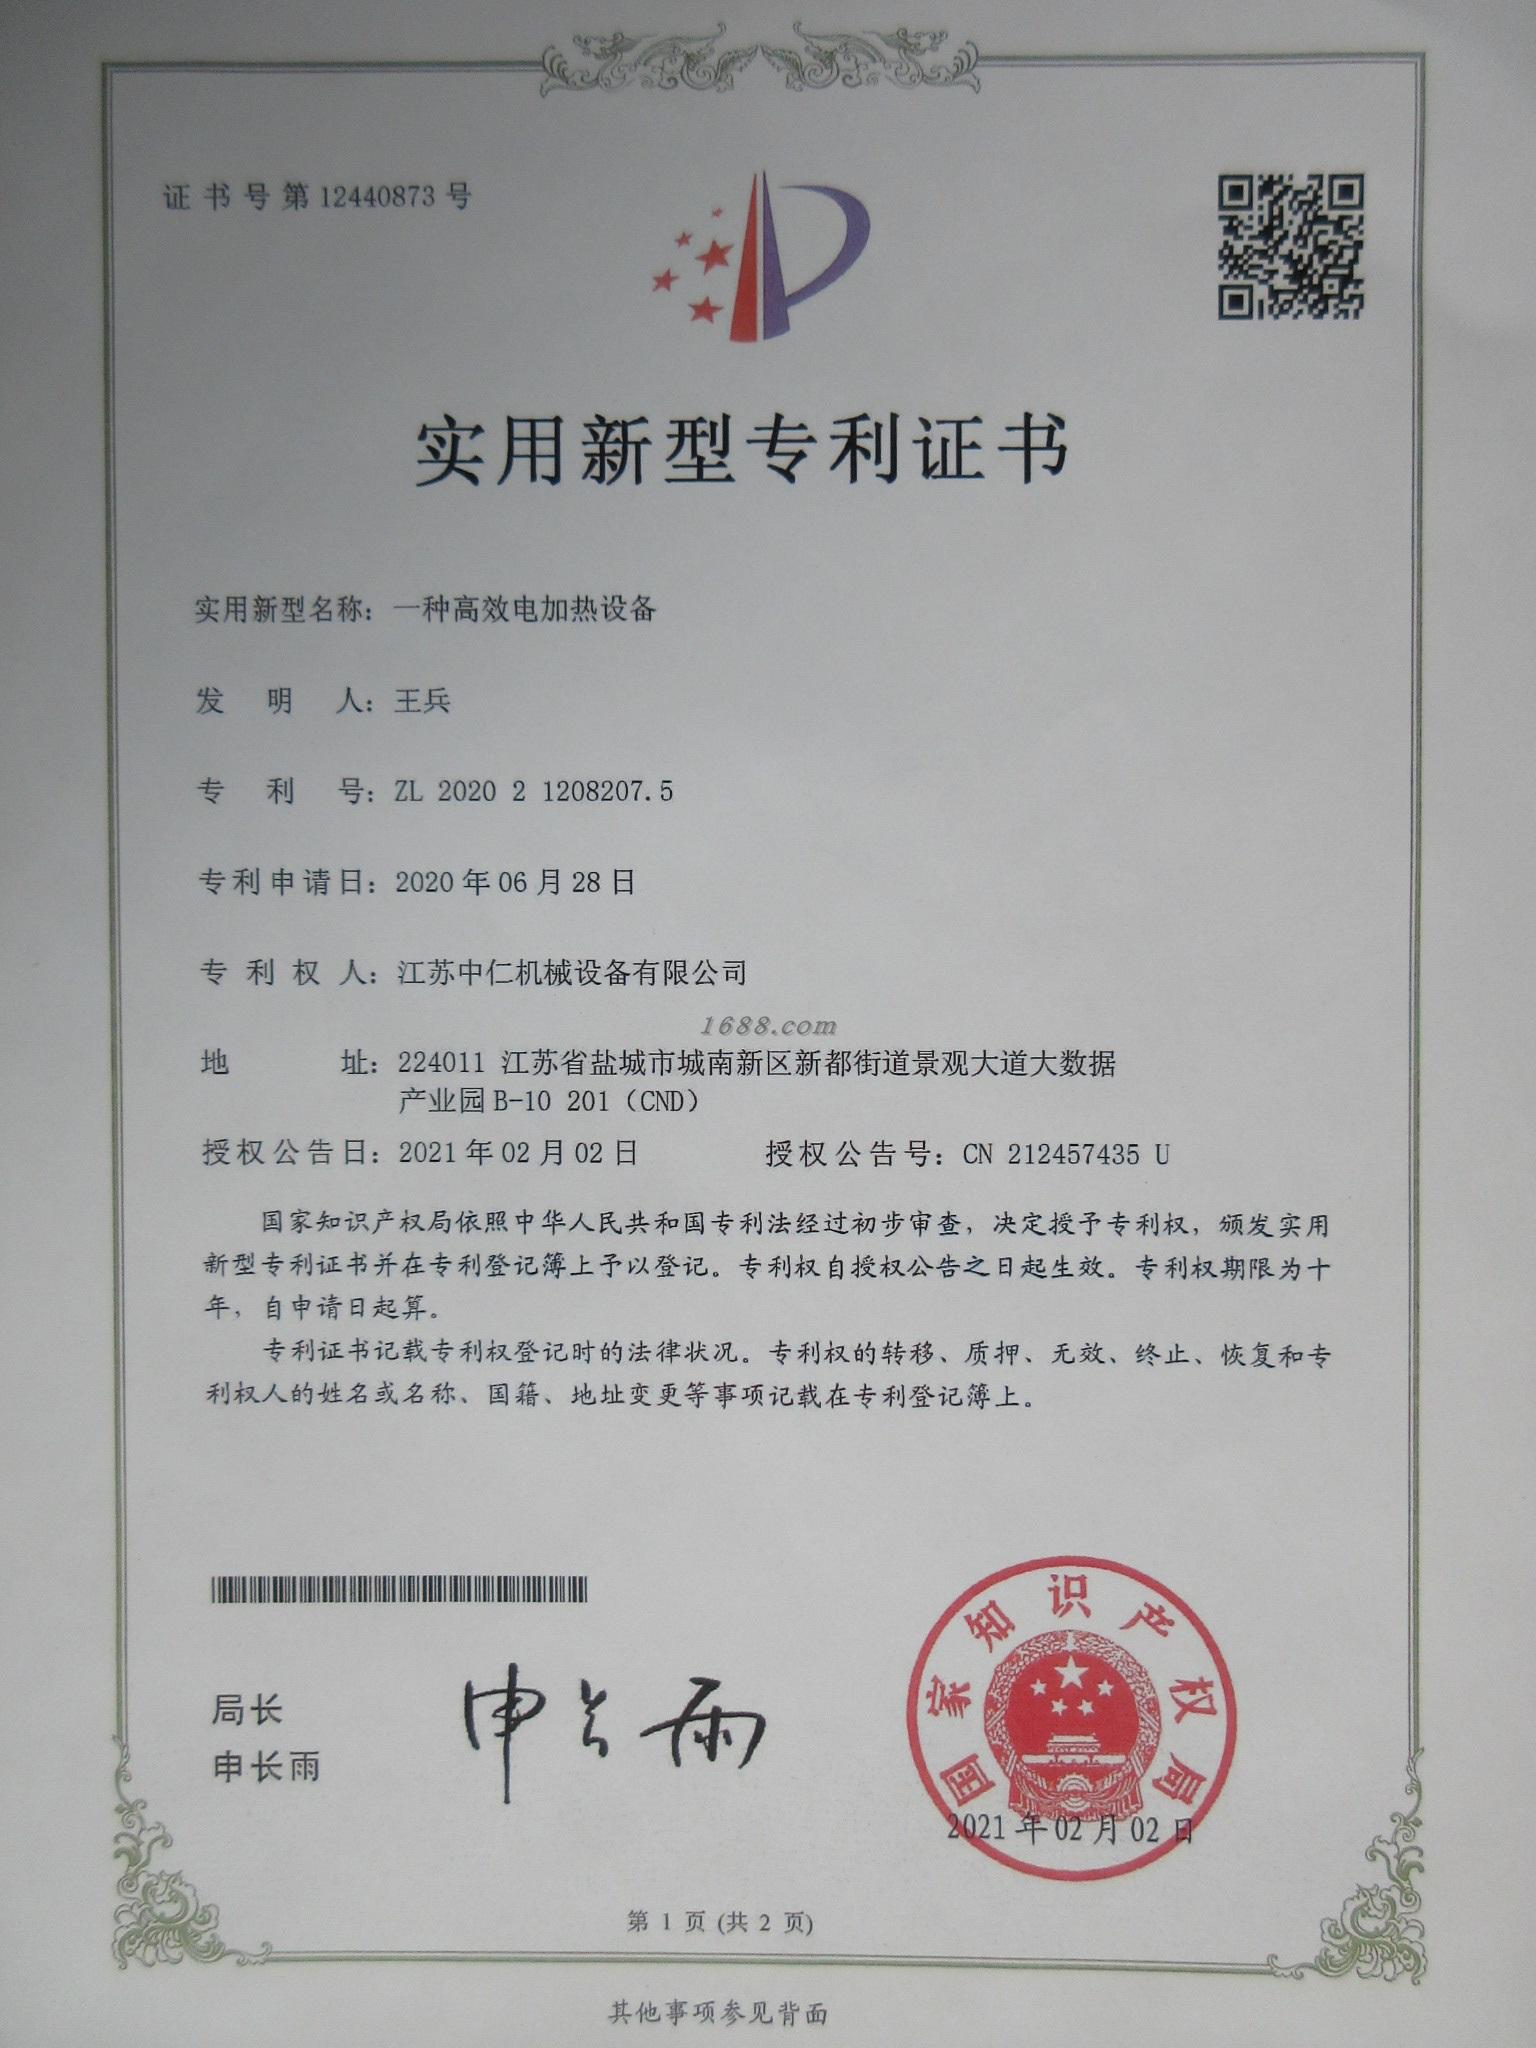 证书号第12440873号
实用新型专利证书
实用新型名称：一种高效电加热设备
发明人：王兵
专利号：ZL 2020 2 1208207.5
专利申请日：2020年06月28日
专利权人：江苏中仁机械设备有限公司
1688.com
地址：224011 江苏省盐城市城南新区新都街道景观大道大数据
产业园B-10 201（CND）
授权公告日：2021年02月02日 授权公告号：CN 212457435 U
国家知识产权局依照中华人民共和国专利法经过初步审查，决定授予专利权，颁发实用
新型专利证书并在专利登记簿上予以登记。专利权自授权公告之日起生效。专利权期限为十
年，自申请日起算。
专利证书记载专利权登记时的法律状况。专利权的转移、质押、无效、终止、恢复和专
利权人的姓名或名称、国籍、地址变更等事项记载在专利登记簿上。
局长
申长雨
申长雨
国家知识产权局
2021年02月02日
第 1 页 (共 2 页)
其他事项参见背面